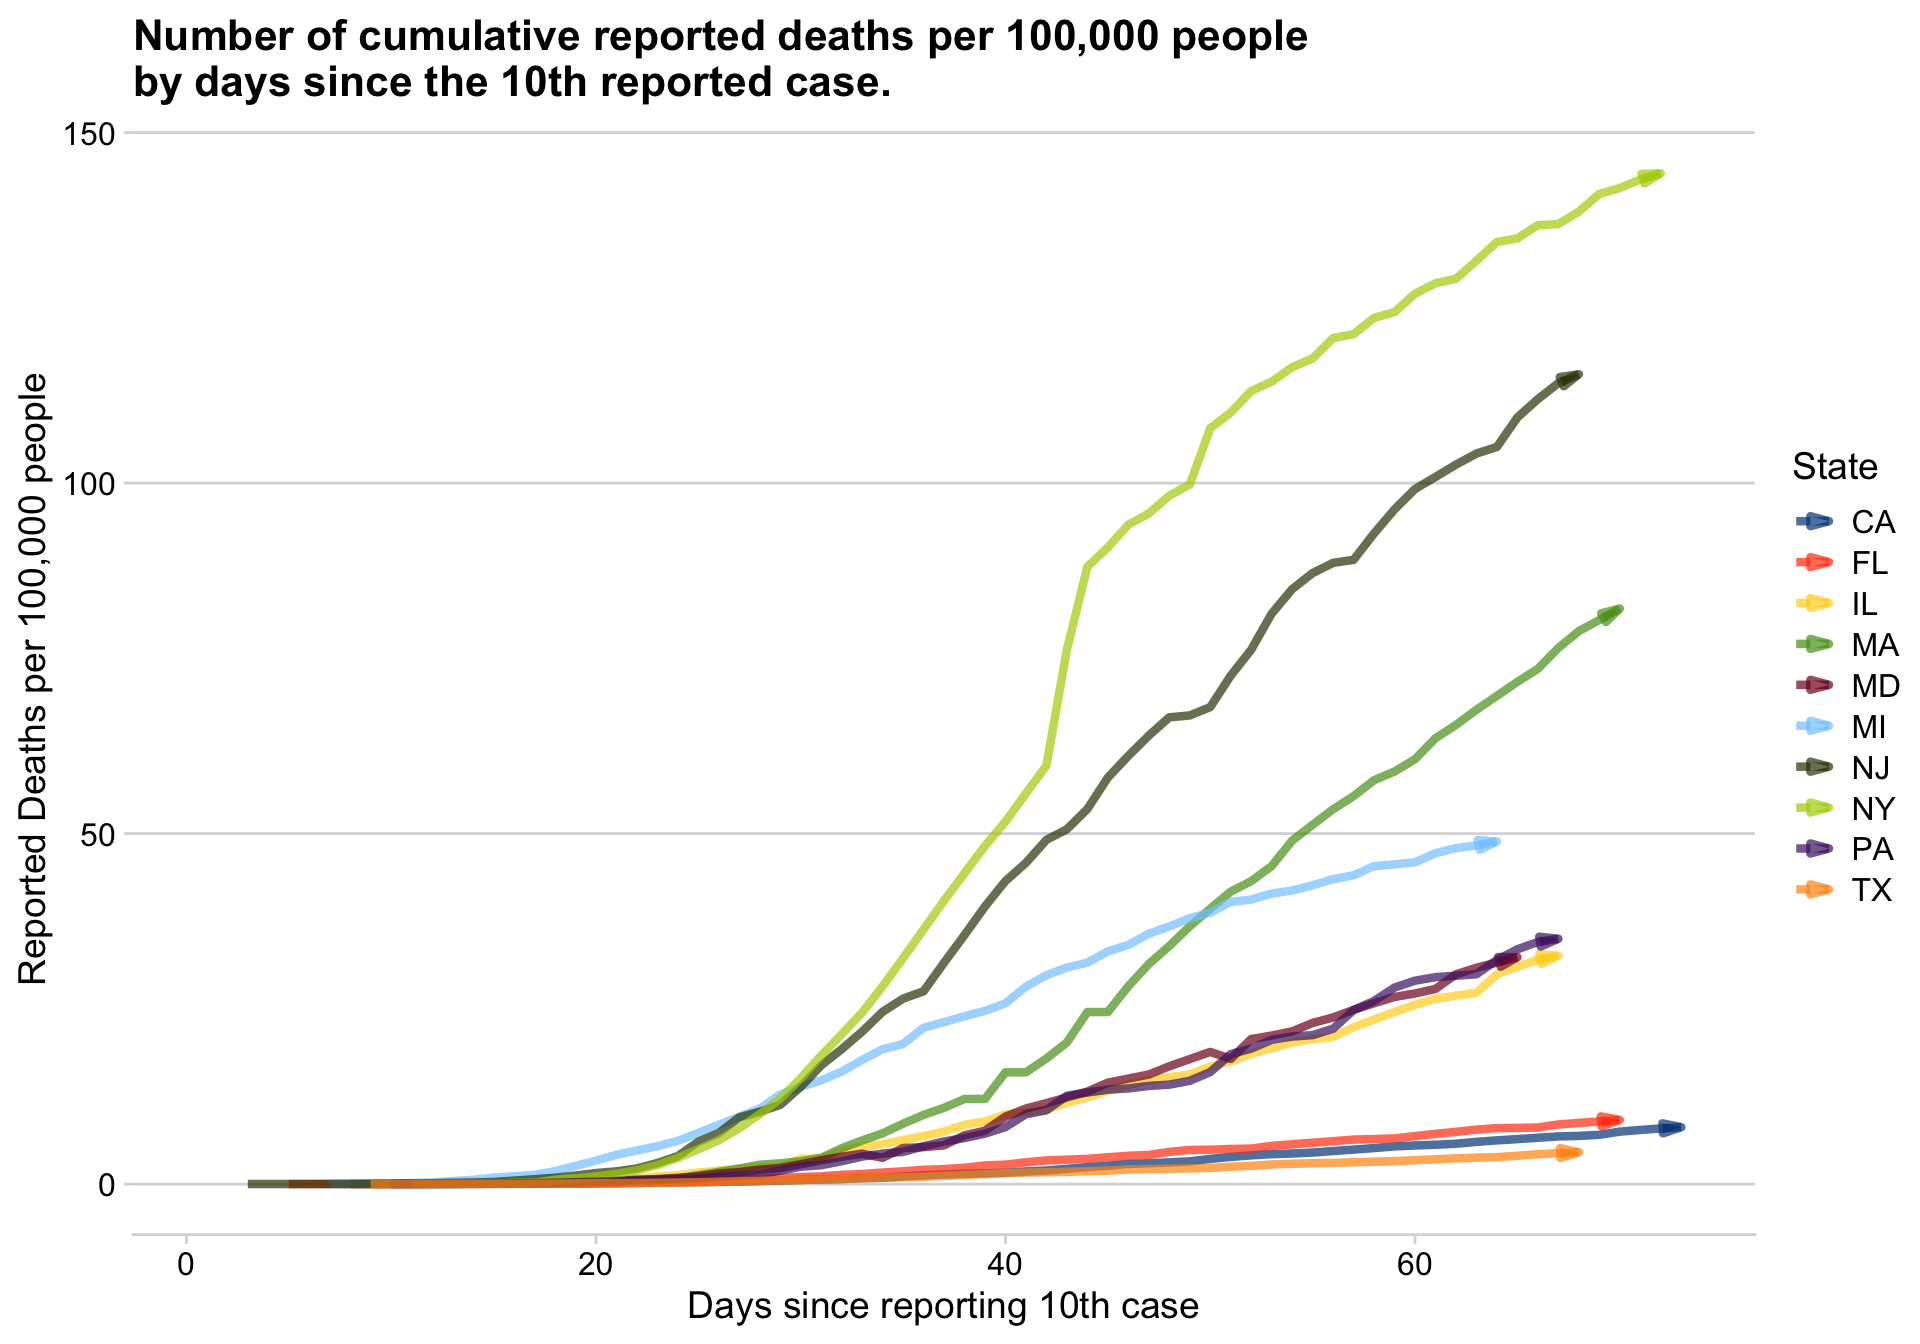 Number of cumulative reported deaths per 100,000 people
by days since the 10th reported case.
Reported Deaths per 100,000 people
150
100
50
0
0
20
40
60
Days since reporting 10th case
State
CA
FL
IL
MA
MD
MI
NJ
NY
PA
TX